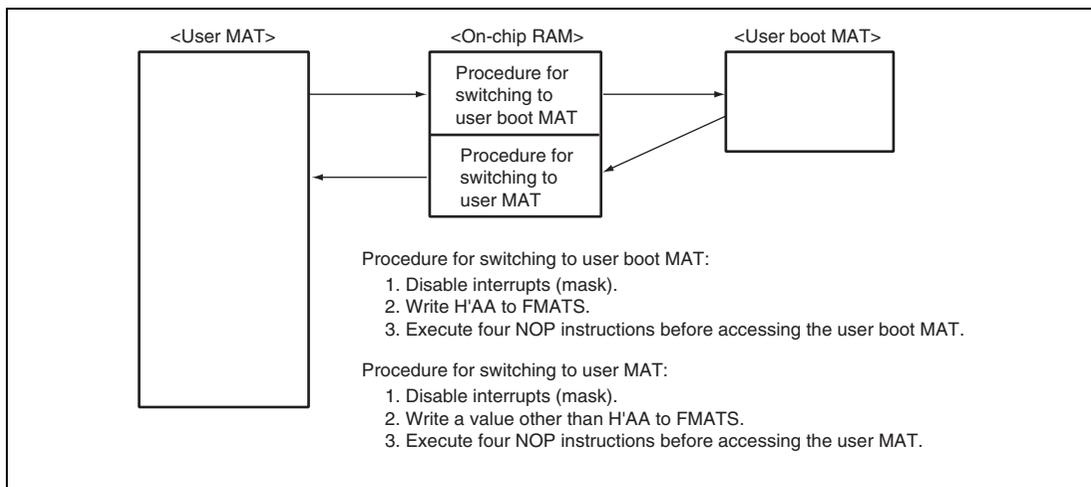 <User MAT>
<On-chip RAM>
<User boot MAT>
Procedure for
switching to
user boot MAT
Procedure for
switching to
user MAT
Procedure for switching to user boot MAT:
1. Disable interrupts (mask).
2. Write H'AA to FMATS.
3. Execute four NOP instructions before accessing the user boot MAT.
Procedure for switching to user MAT:
1. Disable interrupts (mask).
2. Write a value other than H'AA to FMATS.
3. Execute four NOP instructions before accessing the user MAT.